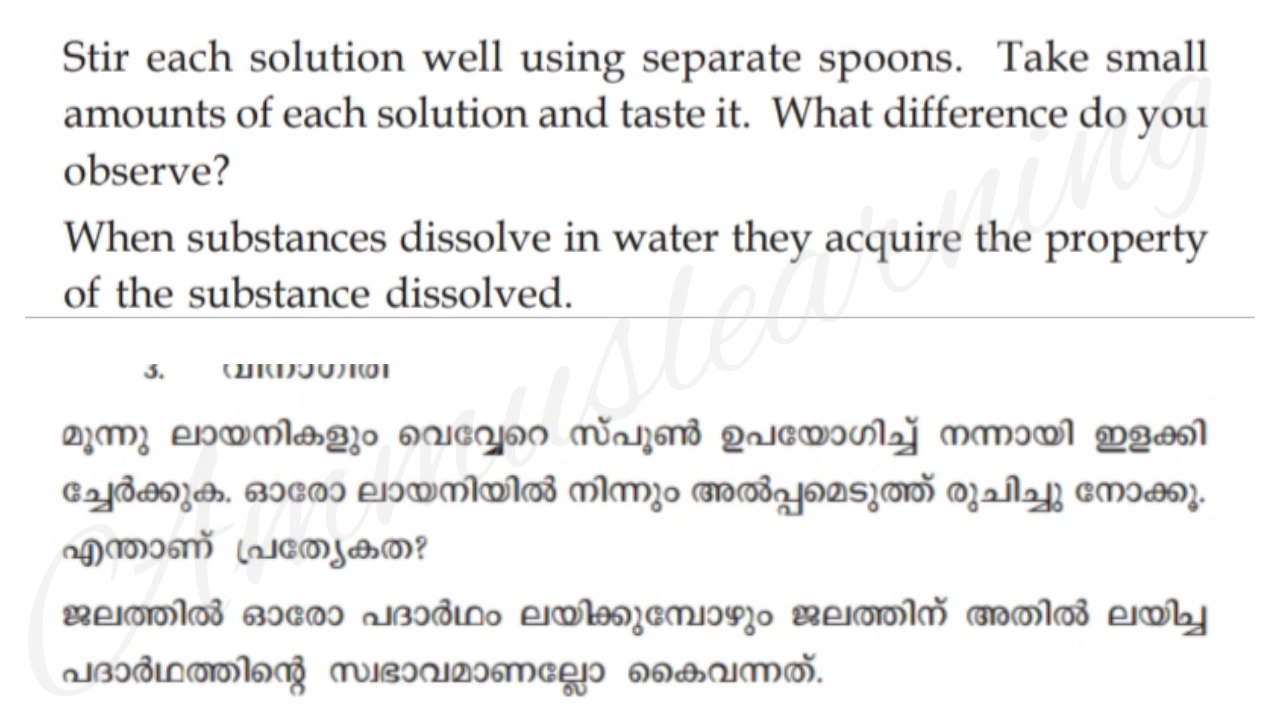 Stir each solution well using separate spoons. Take small
amounts of each solution and taste it. What difference do you
observe?
When substances dissolve in water they acquire the property
of the substance dissolved.
3. വിനാഗിരി
മൂന്നു ലായനികളും വെവ്വേറെ സ്പൂൺ ഉപയോഗിച്ച് നന്നായി ഇളക്കി
ച്ചേർക്കുക. ഓരോ ലായനിയിൽ നിന്നും അൽപ്പമെടുത്ത് രുചിച്ചു നോക്കൂ.
എന്താണ് പ്രത്യേകത?
ജലത്തിൽ ഓരോ പദാർഥം ലയിക്കുമ്പോഴും ജലത്തിന് അതിൽ ലയിച്ച
പദാർഥത്തിന്റെ സ്വഭാവമാണല്ലോ കൈവന്നത്.
Ammuslearning